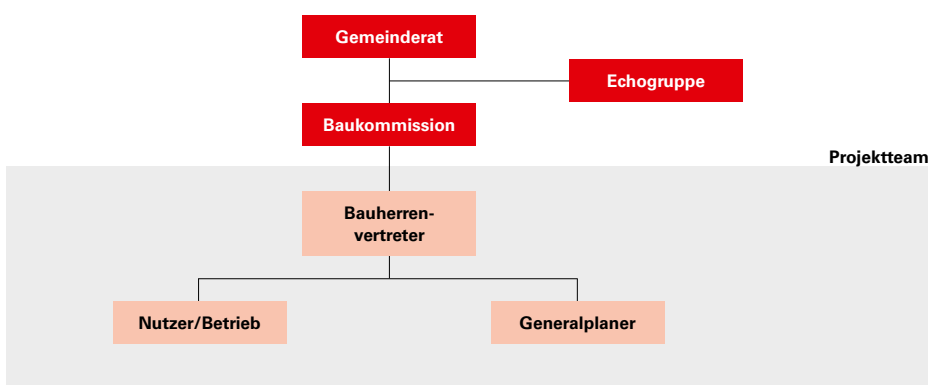 Gemeinderat
Echogruppe
Baukommission
Projektteam
Bauherren-
vertreter
Nutzer/Betrieb
Generalplaner